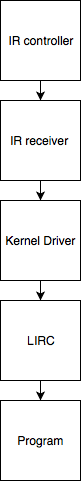 IR controller
IR receiver
Kernel Driver
LIRC
Program